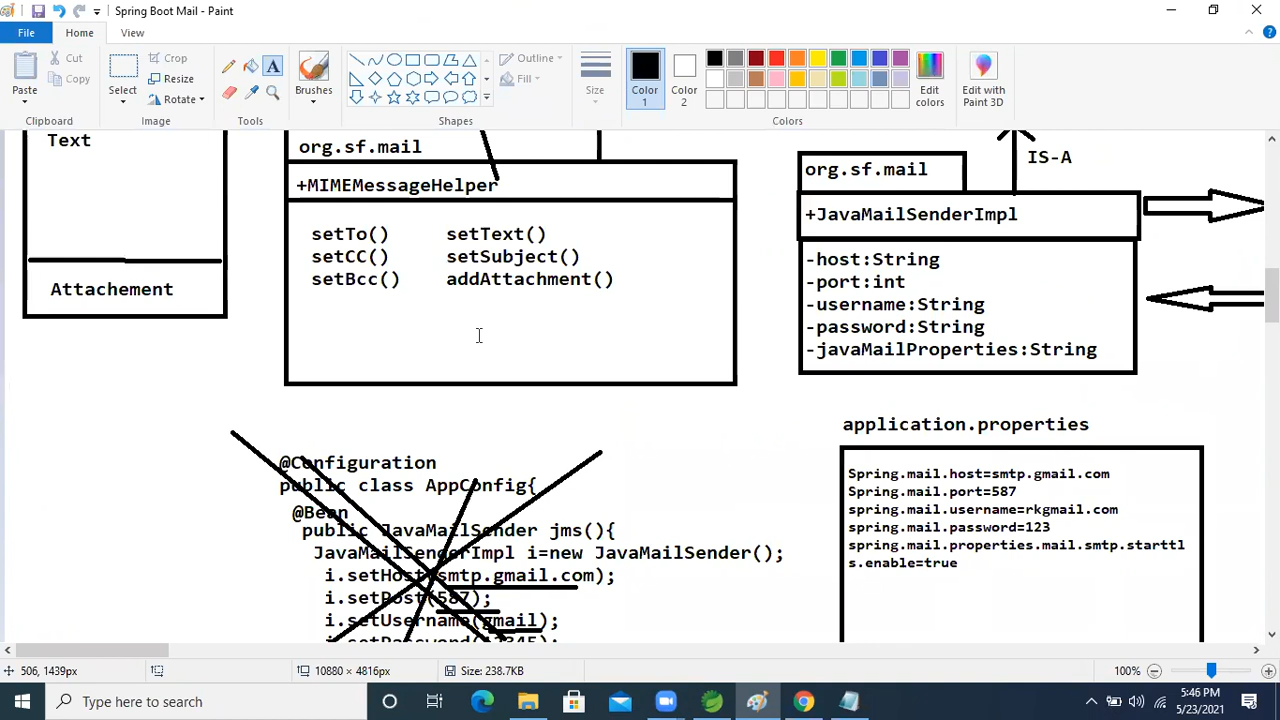 Spring Boot Mail - Paint
File
Home
View
Paste
Cut
Copy
Clipboard
Select
Crop
Resize
Rotate
Image
A
Tools
Brushes
Outline
Fill
Shapes
Size
Color 1
Color 2
Edit colors
Edit with Paint 3D
Colors
Text
Attachement
org.sf.mail
+MIMEMessageHelper
setTo() setText()
setCC() setSubject()
setBcc() addAttachment()
IS-A
org.sf.mail
+JavaMailSenderImpl
-host:String
-port:int
-username:String
-password:String
-javaMailProperties:String
@Configuration
public class AppConfig{
@Bean
public JavaMailSender jms(){
JavaMailSenderImpl i=new JavaMailSender();
i.setHost(smtp.gmail.com);
i.setPost(587);
i.setUsername(gmail);
i.setPassword(12345);
application.properties
Spring.mail.host=smtp.gmail.com
Spring.mail.port=587
spring.mail.username=rkgmail.com
spring.mail.password=123
spring.mail.properties.mail.smtp.starttl
s.enable=true
506, 1439px
10880 × 4816px
Size: 238.7KB
100%
Type here to search
5:46 PM
5/23/2021